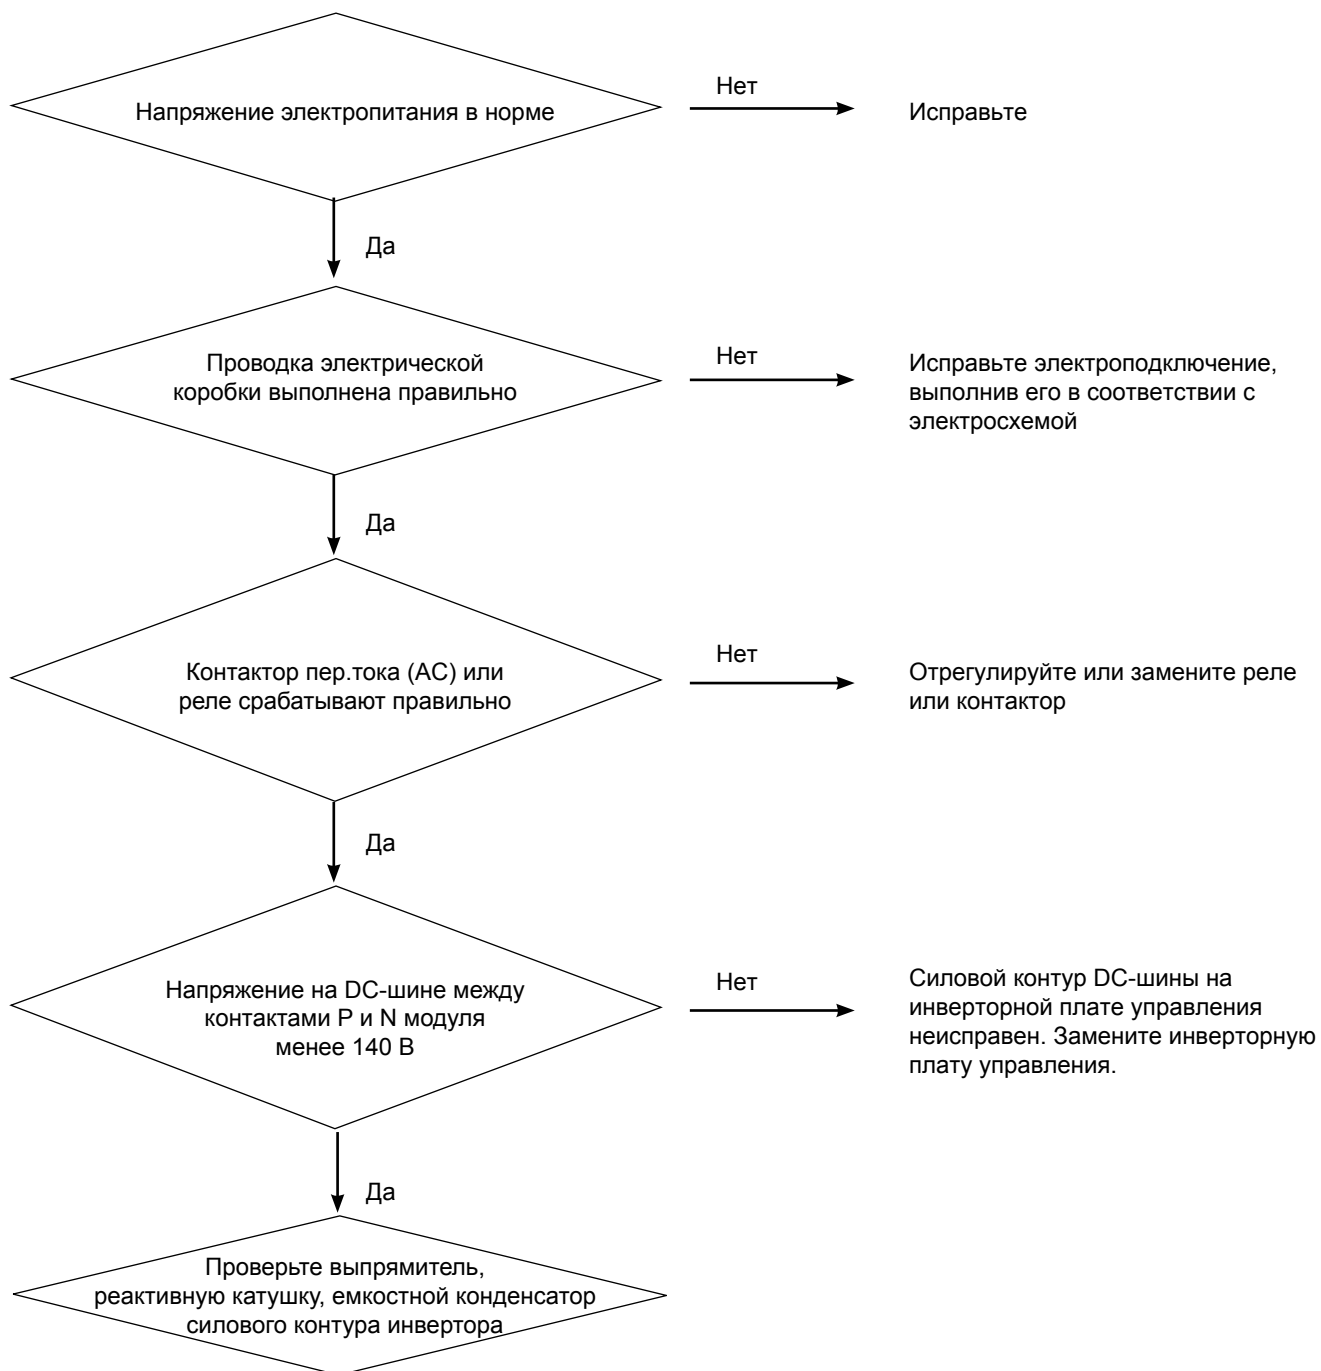 Напряжение электропитания в норме
Нет
Исправьте
Да
Проводка электрической
коробки выполнена правильно
Нет
Исправьте электроподключение,
выполнив его в соответствии с
электросхемой
Да
Контактор пер.тока (AC) или
реле срабатывают правильно
Нет
Отрегулируйте или замените реле
или контактор
Да
Напряжение на DC-шине между
контактами P и N модуля
менее 140 В
Нет
Силовой контур DC-шины на
инверторной плате управления
неисправен. Замените инверторную
плату управления.
Да
Проверьте выпрямитель,
реактивную катушку, емкостной конденсатор
силового контура инвертора